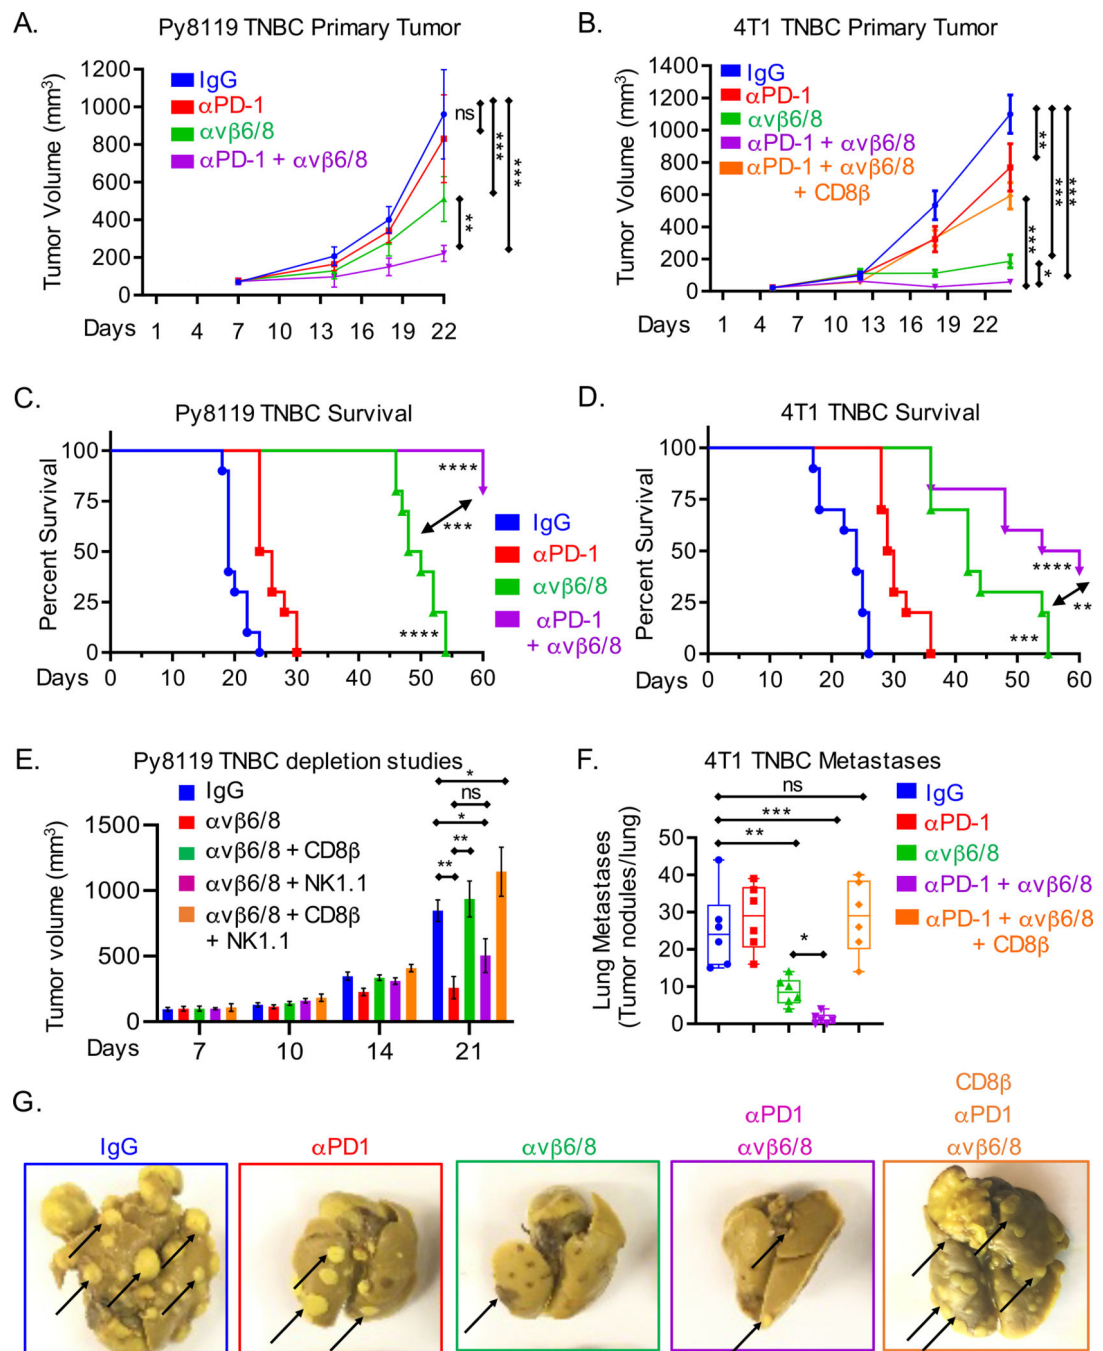 A.
Py8119 TNBC Primary Tumor
Tumor Volume (mm³)
1200
1000
800
600
400
200
0
IgG
αPD-1
αvβ6/8
αPD-1 + αvβ6/8
ns
***
***
**
Days 1 4 7 10 13 16 19 22
B.
4T1 TNBC Primary Tumor
Tumor Volume (mm³)
1400
1200
1000
800
600
400
200
0
IgG
αPD-1
αvβ6/8
αPD-1 + αvβ6/8
αPD-1 + αvβ6/8
+ CD8β
**
***
***
***
*
Days 1 4 7 10 13 16 19 22
C.
Py8119 TNBC Survival
Percent Survival
100
75
50
25
0
****
***
****
Days 0 10 20 30 40 50 60
IgG
αPD-1
αvβ6/8
αPD-1
+ αvβ6/8
D.
4T1 TNBC Survival
Percent Survival
100
75
50
25
0
****
**
***
Days 0 10 20 30 40 50 60
E.
Py8119 TNBC depletion studies
Tumor volume (mm³)
1500
1000
500
0
IgG
αvβ6/8
αvβ6/8 + CD8β
αvβ6/8 + NK1.1
αvβ6/8 + CD8β
+ NK1.1
*
ns
*
**
**
Days 7 10 14 21
F.
4T1 TNBC Metastases
Lung Metastases
(Tumor nodules/lung)
50
40
30
20
10
0
ns
***
**
*
IgG
αPD-1
αvβ6/8
αPD-1 + αvβ6/8
αPD-1 + αvβ6/8
+ CD8β
G.
IgG
αPD1
αvβ6/8
αPD1
αvβ6/8
CD8β
αPD1
αvβ6/8